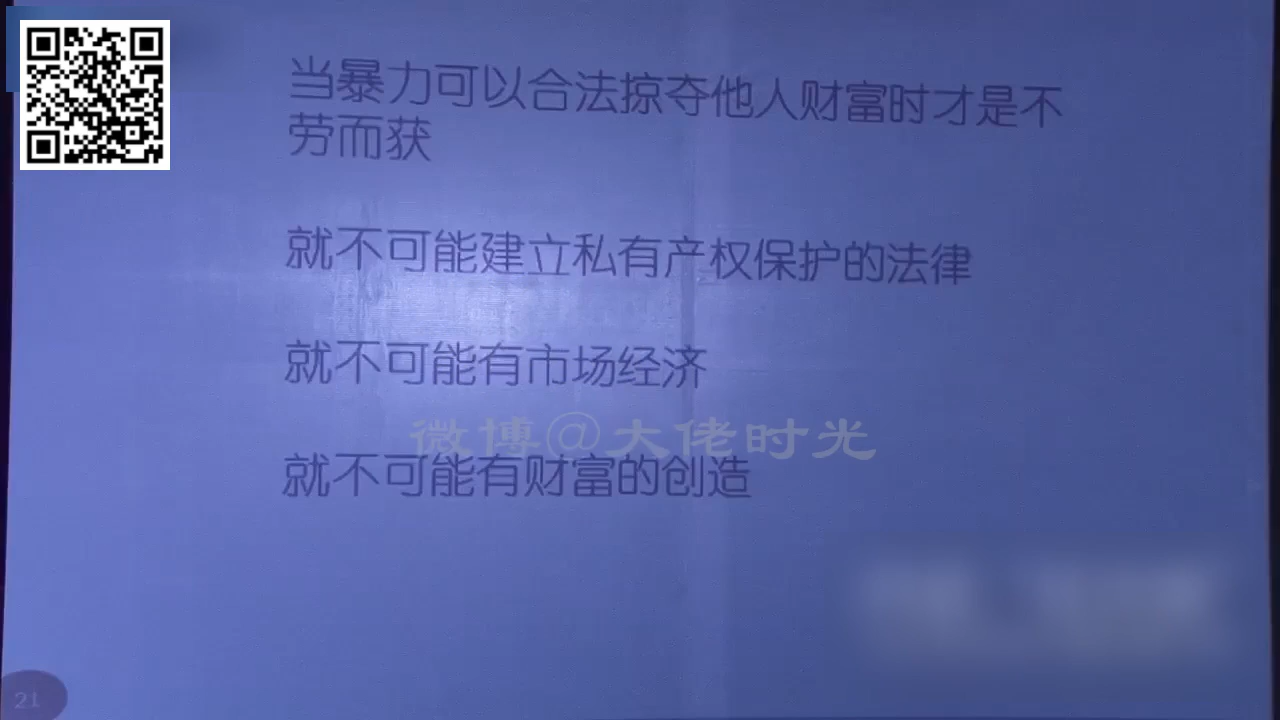 当暴力可以合法掠夺他人财富时才是不
劳而获
就不可能建立私有产权保护的法律
就不可能有市场经济
微博@大佬时光
就不可能有财富的创造
21